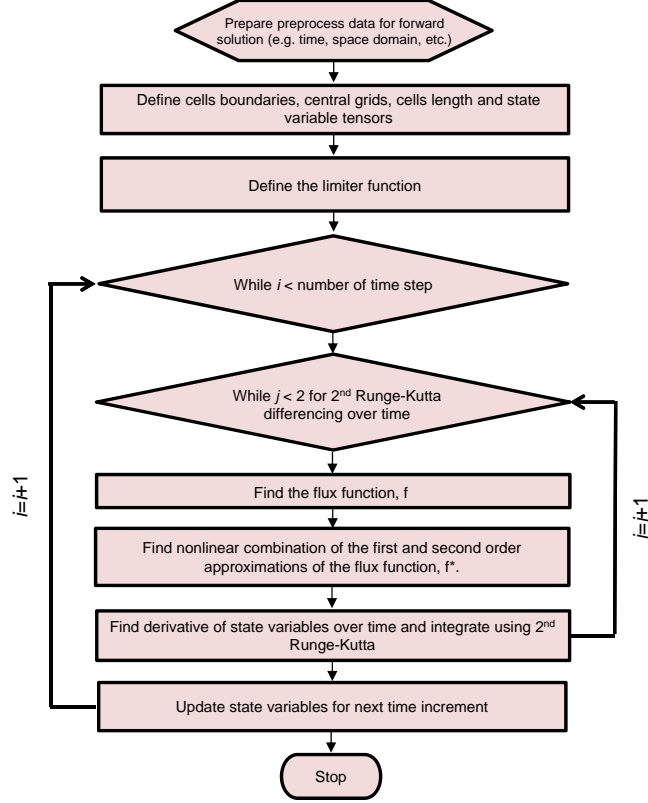 Prepare preprocess data for forward
solution (e.g. time, space domain, etc.)
Define cells boundaries, central grids, cells length and state
variable tensors
Define the limiter function
While i < number of time step
While j < 2 for 2nd Runge-Kutta
differencing over time
Find the flux function, f
Find nonlinear combination of the first and second order
approximations of the flux function, f*.
Find derivative of state variables over time and integrate using 2nd
Runge-Kutta
Update state variables for next time increment
Stop
i=i+1
j=j+1